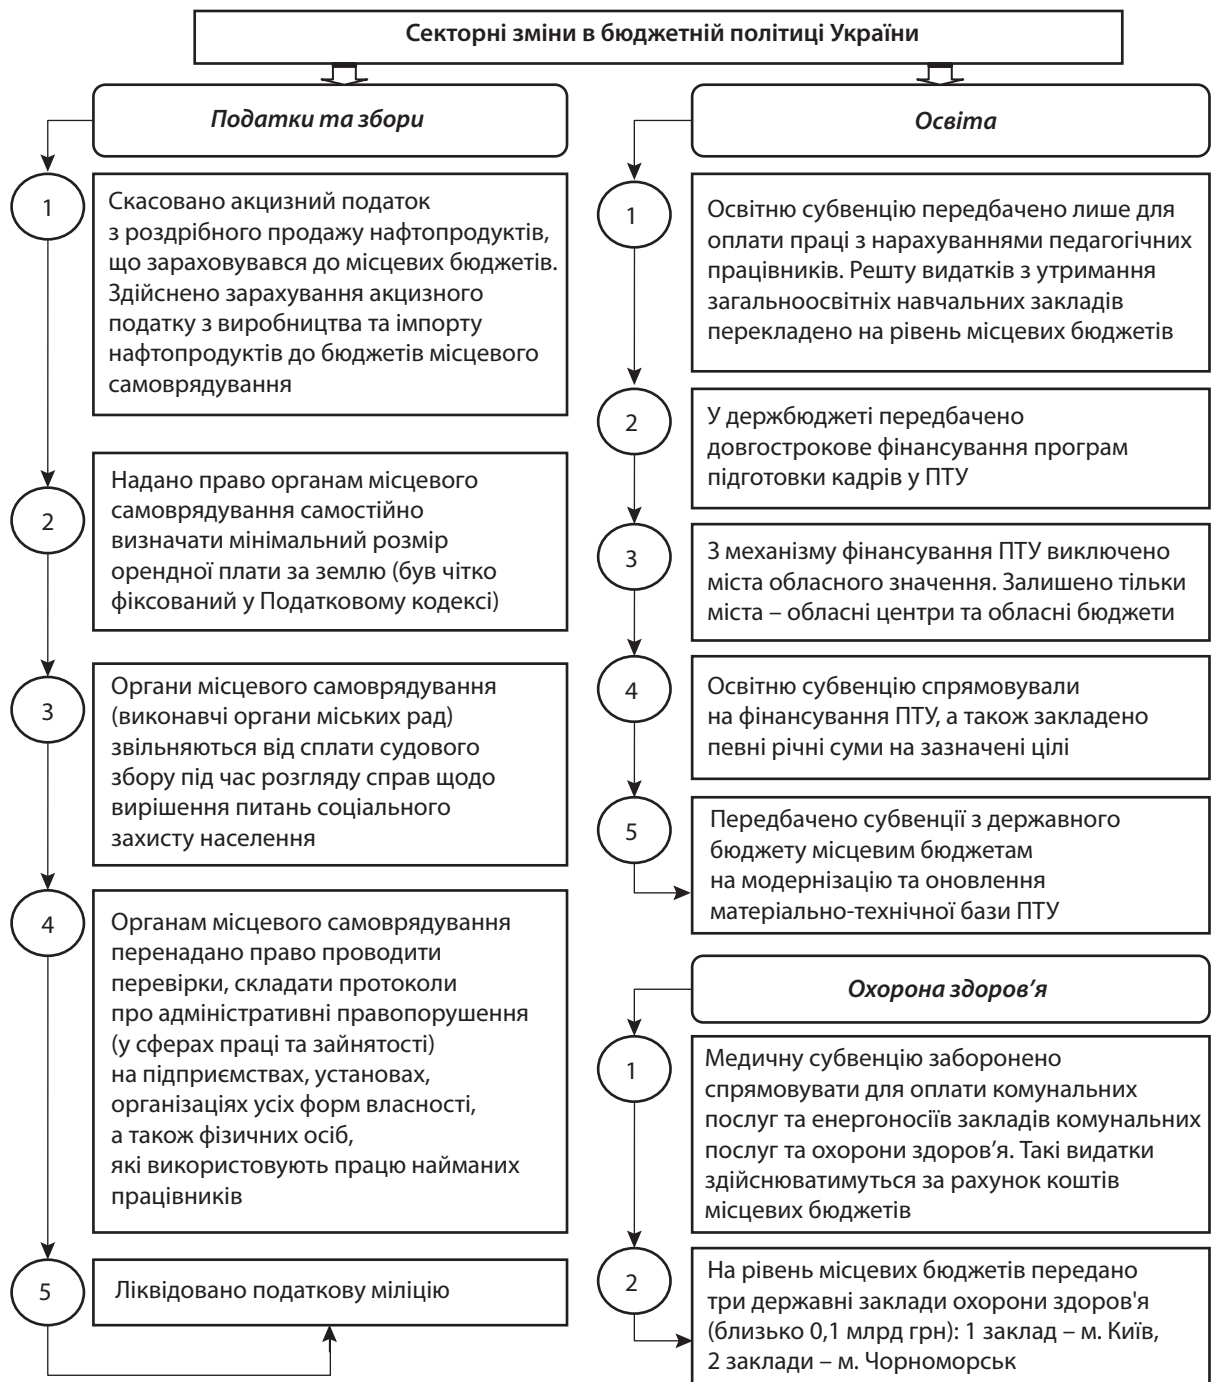 Секторні зміни в бюджетній політиці України
Податки та збори
1
Скасовано акцизний податок
з роздрібного продажу нафтопродуктів,
що зараховувався до місцевих бюджетів.
Здійснено зарахування акцизного
податку з виробництва та імпорту
нафтопродуктів до бюджетів місцевого
самоврядування
2
Надано право органам місцевого
самоврядування самостійно
визначати мінімальний розмір
орендної плати за землю (був чітко
фіксований у Податковому кодексі)
3
Органи місцевого самоврядування
(виконавчі органи міських рад)
звільняються від сплати судового
збору під час розгляду справ щодо
вирішення питань соціального
захисту населення
4
Органам місцевого самоврядування
перенадано право проводити
перевірки, складати протоколи
про адміністративні правопорушення
(у сферах праці та зайнятості)
на підприємствах, установах,
організаціях усіх форм власності,
а також фізичних осіб,
які використовують працю найманих
працівників
5
Ліквідовано податкову міліцію
Освіта
1
Освітню субвенцію передбачено лише для
оплати праці з нарахуваннями педагогічних
працівників. Решту видатків з утримання
загальноосвітніх навчальних закладів
перекладено на рівень місцевих бюджетів
2
У держбюджеті передбачено
довгострокове фінансування програм
підготовки кадрів у ПТУ
3
З механізму фінансування ПТУ виключено
міста обласного значення. Залишено тільки
міста – обласні центри та обласні бюджети
4
Освітню субвенцію спрямовували
на фінансування ПТУ, а також закладено
певні річні суми на зазначені цілі
5
Передбачено субвенції з державного
бюджету місцевим бюджетам
на модернізацію та оновлення
матеріально-технічної бази ПТУ
Охорона здоров’я
1
Медичну субвенцію заборонено
спрямовувати для оплати комунальних
послуг та енергоносіїв закладів комунальних
послуг та охорони здоров’я. Такі видатки
здійснюватимуться за рахунок коштів
місцевих бюджетів
2
На рівень місцевих бюджетів передано
три державні заклади охорони здоров'я
(близько 0,1 млрд грн): 1 заклад – м. Київ,
2 заклади – м. Чорноморськ